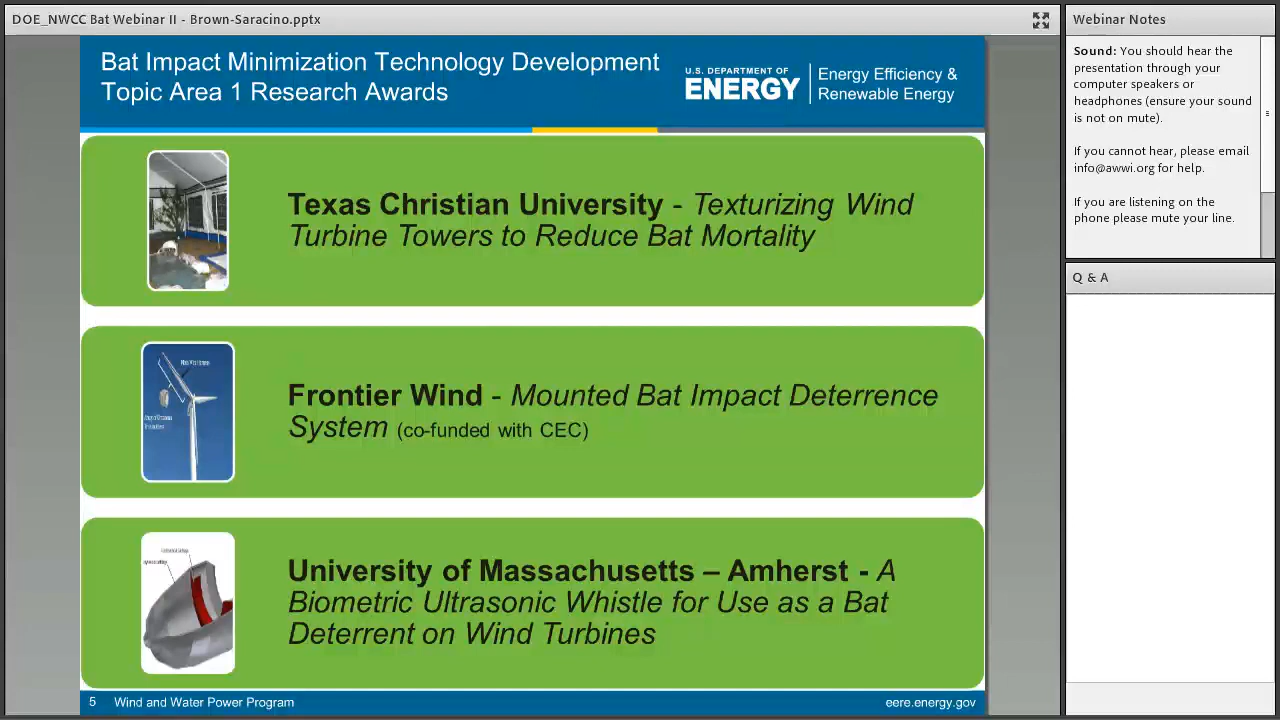 DOE_NWCC Bat Webinar II - Brown-Saracino.pptx
Bat Impact Minimization Technology Development
Topic Area 1 Research Awards
U.S. DEPARTMENT OF
ENERGY
Energy Efficiency &
Renewable Energy
Texas Christian University - Texturizing Wind
Turbine Towers to Reduce Bat Mortality
Frontier Wind - Mounted Bat Impact Deterrence
System (co-funded with CEC)
University of Massachusetts – Amherst - A
Biometric Ultrasonic Whistle for Use as a Bat
Deterrent on Wind Turbines
5 Wind and Water Power Program
eere.energy.gov
Webinar Notes
Sound: You should hear the
presentation through your
computer speakers or
headphones (ensure your sound
is not on mute).
If you cannot hear, please email
info@awwi.org for help.
If you are listening on the
phone please mute your line.
Q & A